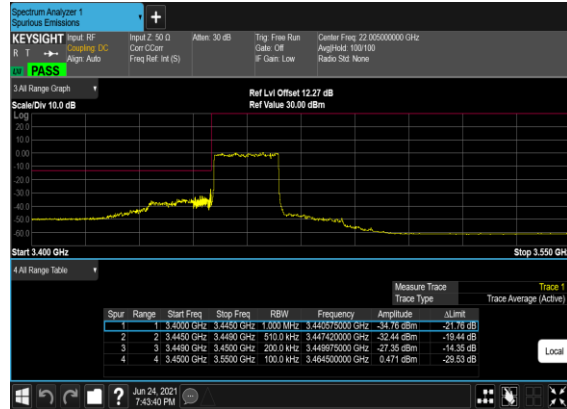 Spectrum Analyzer 1
Spurious Emissions
+
KEYSIGHT Input: RF Input Z: 50 Ω Atten: 30 dB Trig: Free Run Center Freq: 22.005000000 GHz
R T Coupling: DC Corr CCorr Gate: Off Avg|Hold: 100/100
Align: Auto Freq Ref: Int (S) IF Gain: Low Radio Std: None
PASS
3 All Range Graph
Ref Lvl Offset 12.27 dB
Scale/Div 10.0 dB Ref Value 30.00 dBm
Log
20.0
10.0
0.00
-10.0
-20.0
-30.0
-40.0
-50.0
-60.0
Start 3.400 GHz Stop 3.550 GHz
4 All Range Table
Measure Trace Trace 1
Trace Type Trace Average (Active)
Spur Range Start Freq Stop Freq RBW Frequency Amplitude ΔLimit
1 1 3.4000 GHz 3.4450 GHz 1.000 MHz 3.440575000 GHz -34.76 dBm -21.76 dB
2 2 3.4450 GHz 3.4490 GHz 510.0 kHz 3.447420000 GHz -32.44 dBm -19.44 dB
3 3 3.4490 GHz 3.4500 GHz 200.0 kHz 3.449975000 GHz -27.35 dBm -14.35 dB
4 4 3.4500 GHz 3.5500 GHz 100.0 kHz 3.464500000 GHz 0.471 dBm -29.53 dB
Local
? Jun 24, 2021
7:43:40 PM